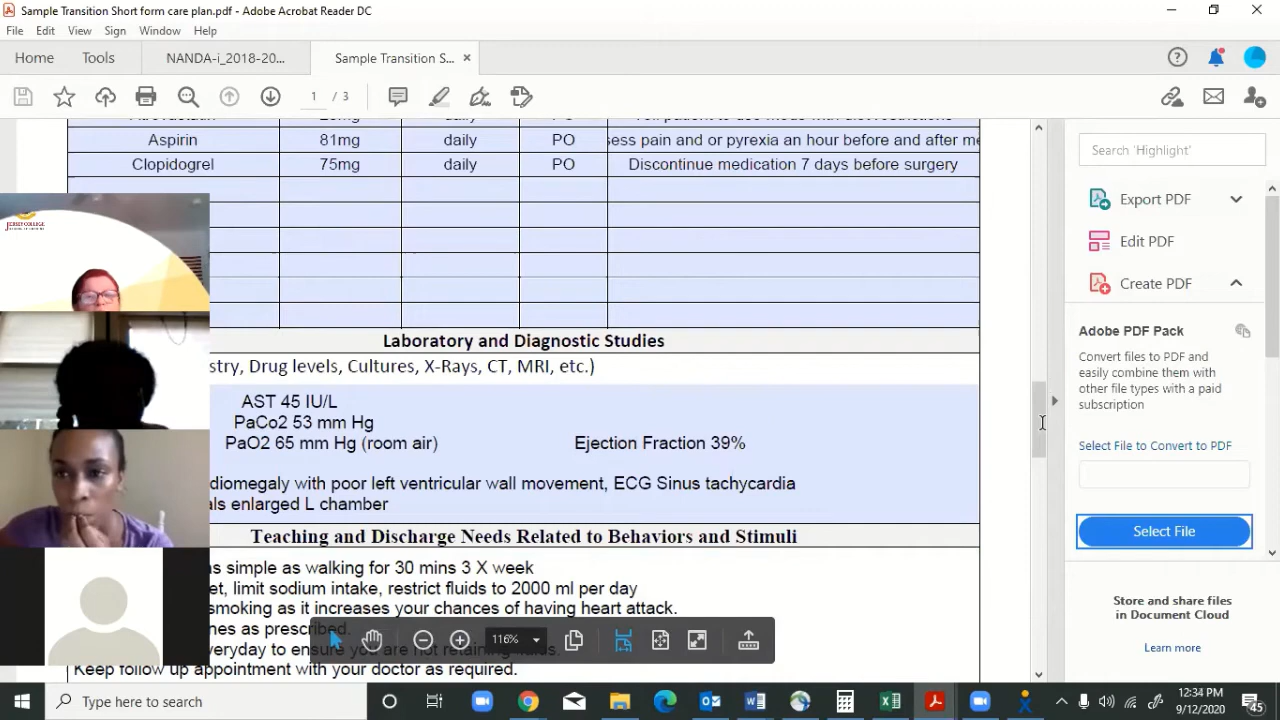 Sample Transition Short form care plan.pdf - Adobe Acrobat Reader DC
File Edit View Sign Window Help
Home Tools NANDA-i_2018-20... Sample Transition S... ×
1 / 3
daily PO
Aspirin 81mg daily PO sess pain and or pyrexia an hour before and after me
Clopidogrel 75mg daily PO Discontinue medication 7 days before surgery
Laboratory and Diagnostic Studies
stry, Drug levels, Cultures, X-Rays, CT, MRI, etc.)
AST 45 IU/L
PaCo2 53 mm Hg
PaO2 65 mm Hg (room air) Ejection Fraction 39%
diomegaly with poor left ventricular wall movement, ECG Sinus tachycardia
als enlarged L chamber
Teaching and Discharge Needs Related to Behaviors and Stimuli
as simple as walking for 30 mins 3 X week
et, limit sodium intake, restrict fluids to 2000 ml per day
smoking as it increases your chances of having heart attack.
nes as prescribed.
everyday to ensure you are not retaining fluids.
Keep follow up appointment with your doctor as required.
116%
JERSEY COLLEGE
Search 'Highlight'
Export PDF
Edit PDF
Create PDF
Adobe PDF Pack
Convert files to PDF and
easily combine them with
other file types with a paid
subscription
Select File to Convert to PDF
Select File
Store and share files
in Document Cloud
Learn more
Type here to search
12:34 PM
9/12/2020
45